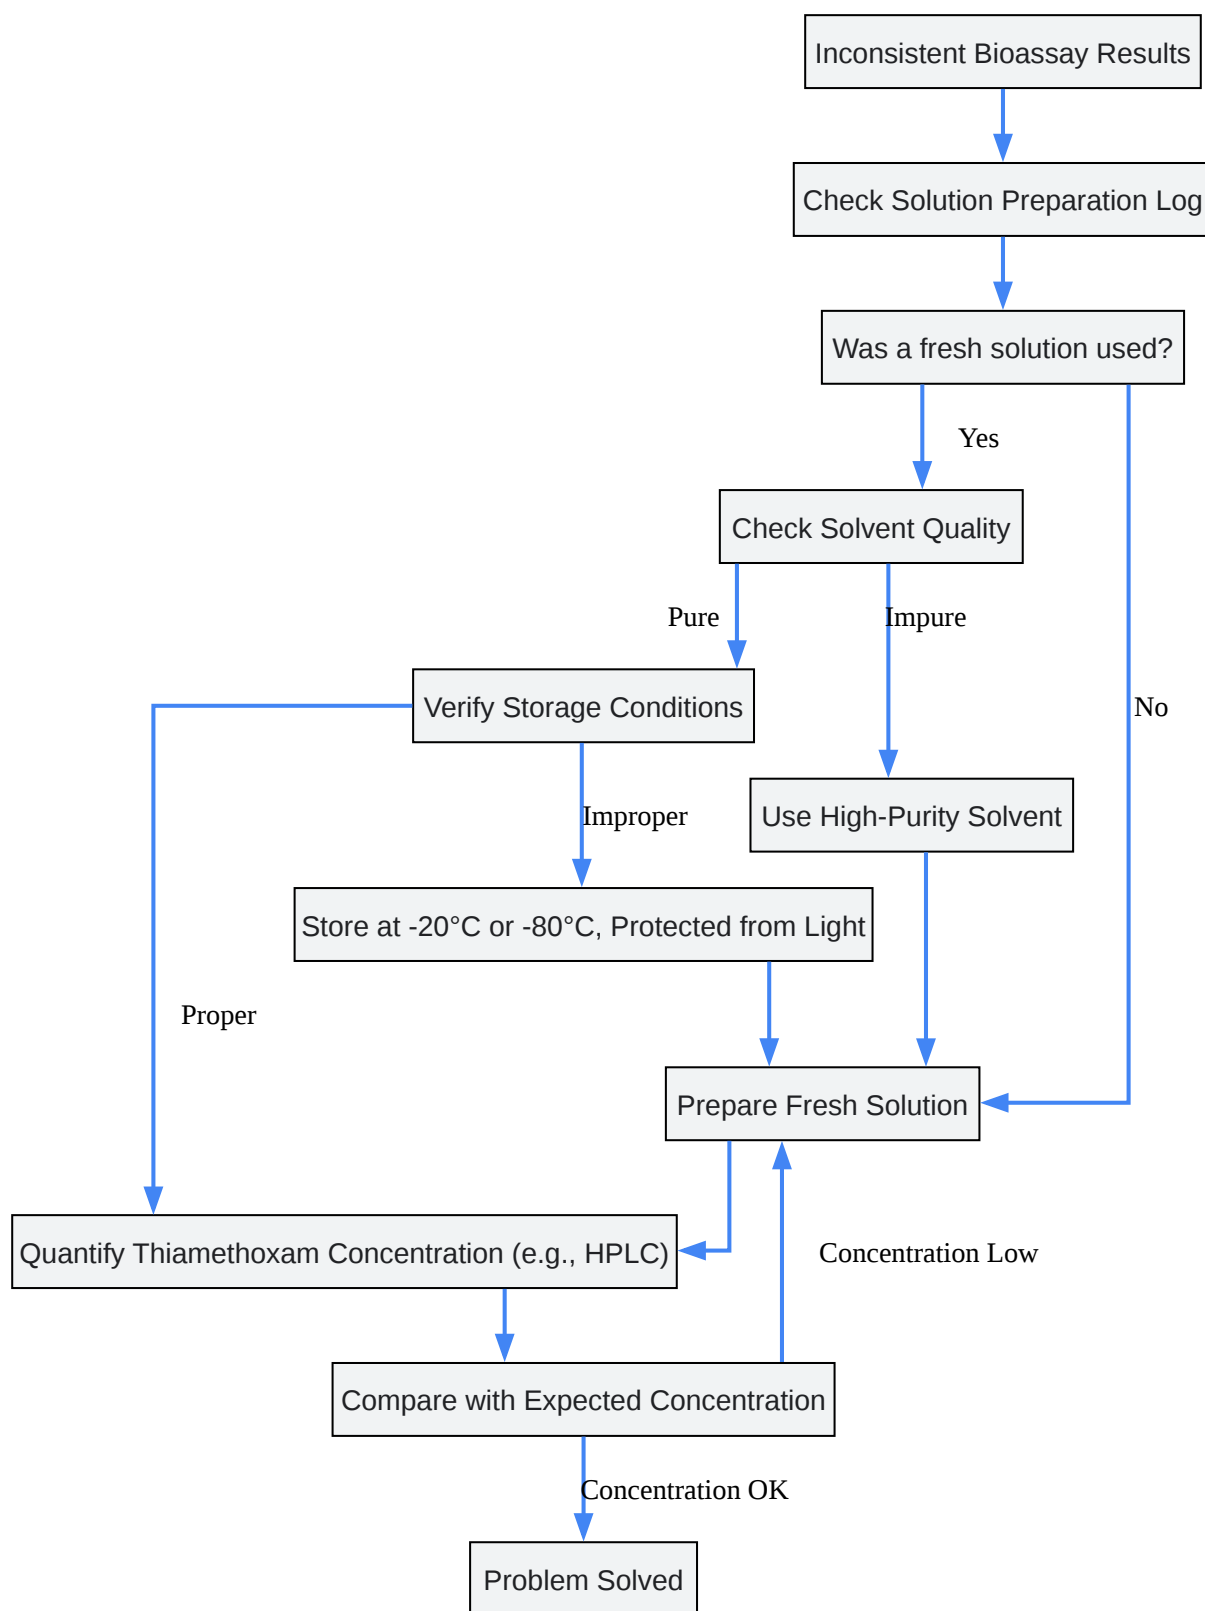 Inconsistent Bioassay Results
Check Solution Preparation Log
Was a fresh solution used?
Yes
Check Solvent Quality
Pure
Impure
Verify Storage Conditions
No
Improper
Use High-Purity Solvent
Store at -20°C or -80°C, Protected from Light
Proper
Prepare Fresh Solution
Quantify Thiamethoxam Concentration (e.g., HPLC)
Concentration Low
Compare with Expected Concentration
Concentration OK
Problem Solved